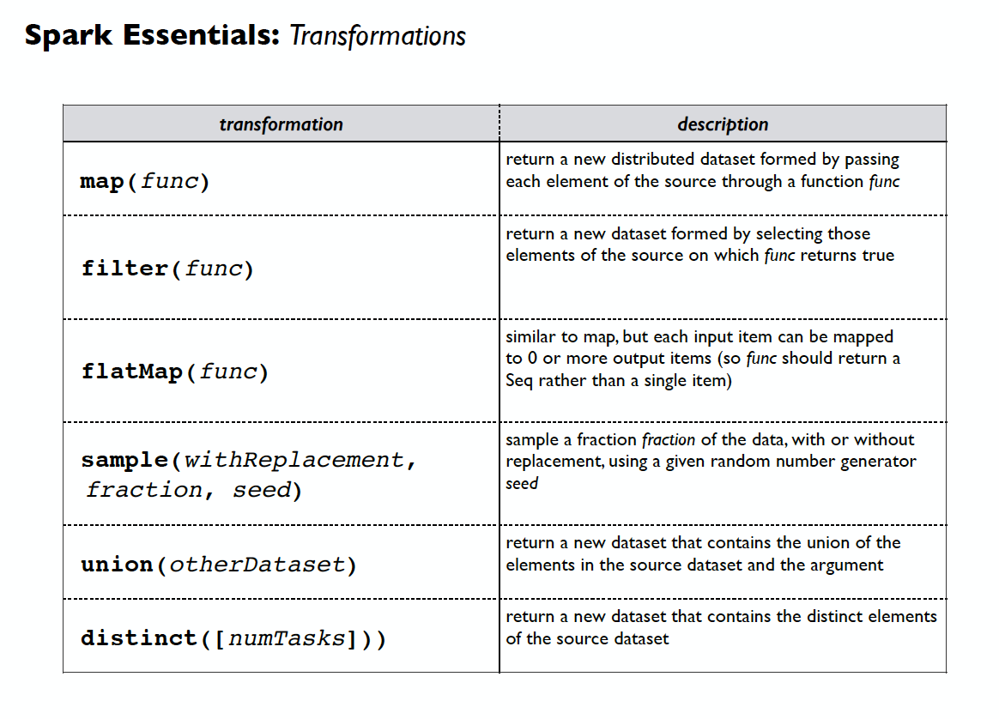 Spark Essentials: Transformations
transformation
description
map(func)
return a new distributed dataset formed by passing
each element of the source through a function func
filter(func)
return a new dataset formed by selecting those
elements of the source on which func returns true
flatMap(func)
similar to map, but each input item can be mapped
to 0 or more output items (so func should return a
Seq rather than a single item)
sample(withReplacement,
fraction, seed)
sample a fraction fraction of the data, with or without
replacement, using a given random number generator
seed
union(otherDataset)
return a new dataset that contains the union of the
elements in the source dataset and the argument
distinct([numTasks]))
return a new dataset that contains the distinct elements
of the source dataset